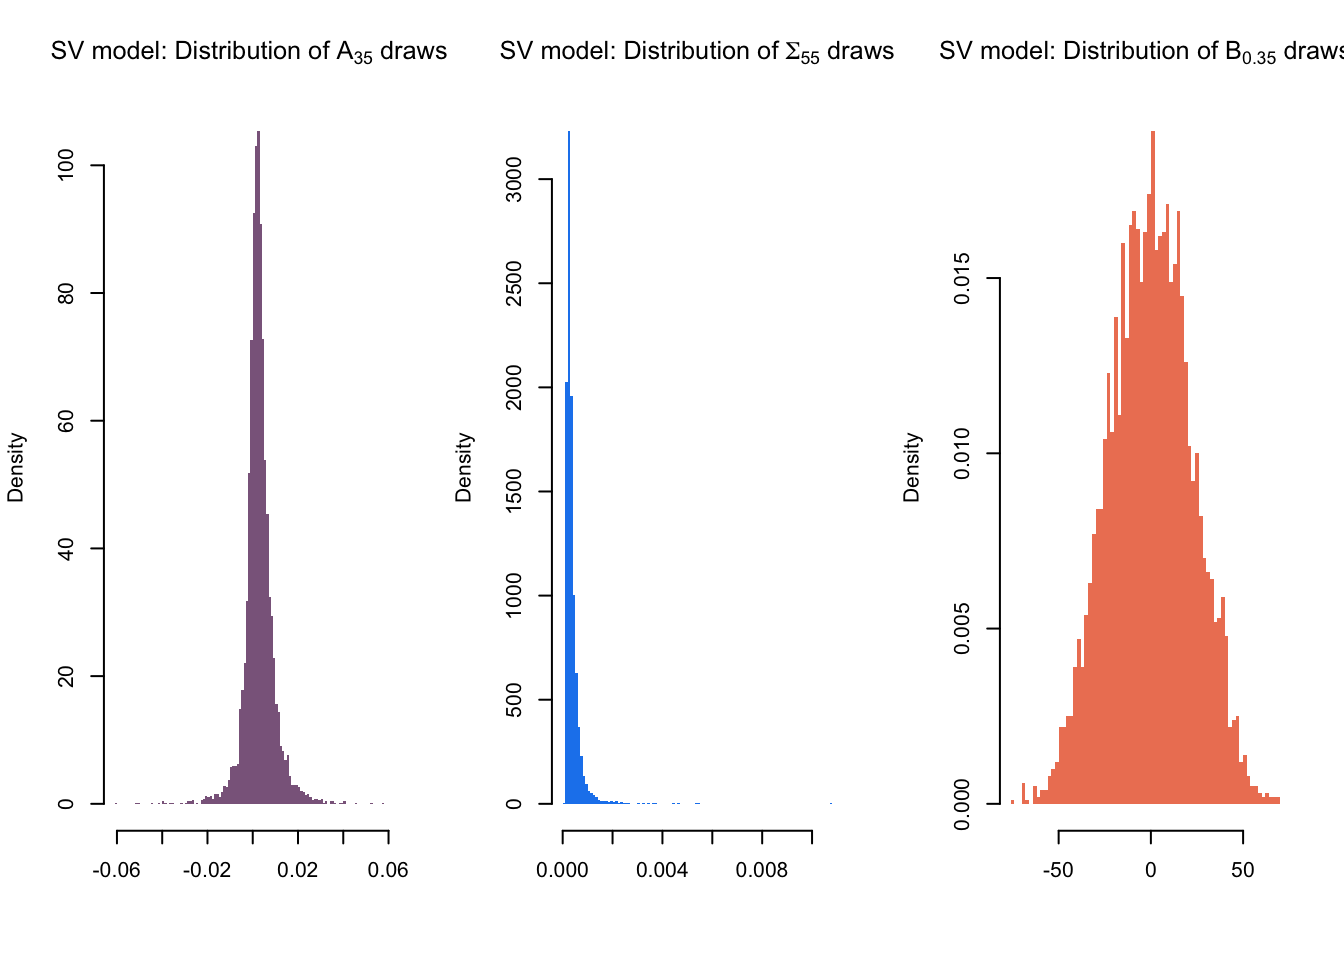 SV model: Distribution of A₃₅ draws
Density
0 20 40 60 80 100
-0.06 -0.02 0.02 0.06
SV model: Distribution of Σ₅₅ draws
Density
0 500 1000 1500 2000 2500 3000
0.000 0.004 0.008
SV model: Distribution of B₀.₃₅ draws
Density
0.000 0.005 0.010 0.015
-50 0 50